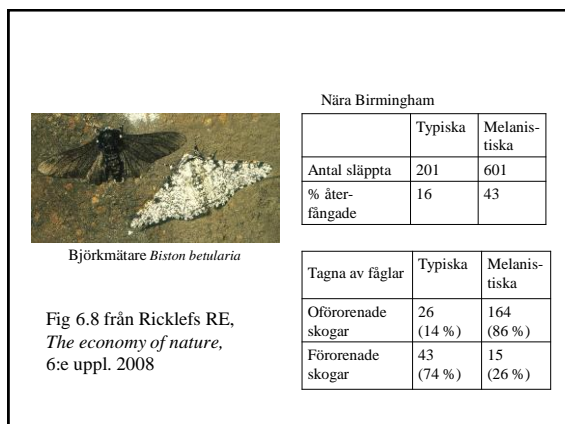 Nära Birmingham
Typiska Melanis-
tiska
Antal släppta 201 601
% åter- 16 43
fångade
Björkmätare Biston betularia
Tagna av fåglar Typiska Melanis-
tiska
Oförorenade 26 164
skogar (14 %) (86 %)
Förorenade 43 15
skogar (74 %) (26 %)
Fig 6.8 från Ricklefs RE,
The economy of nature,
6:e uppl. 2008